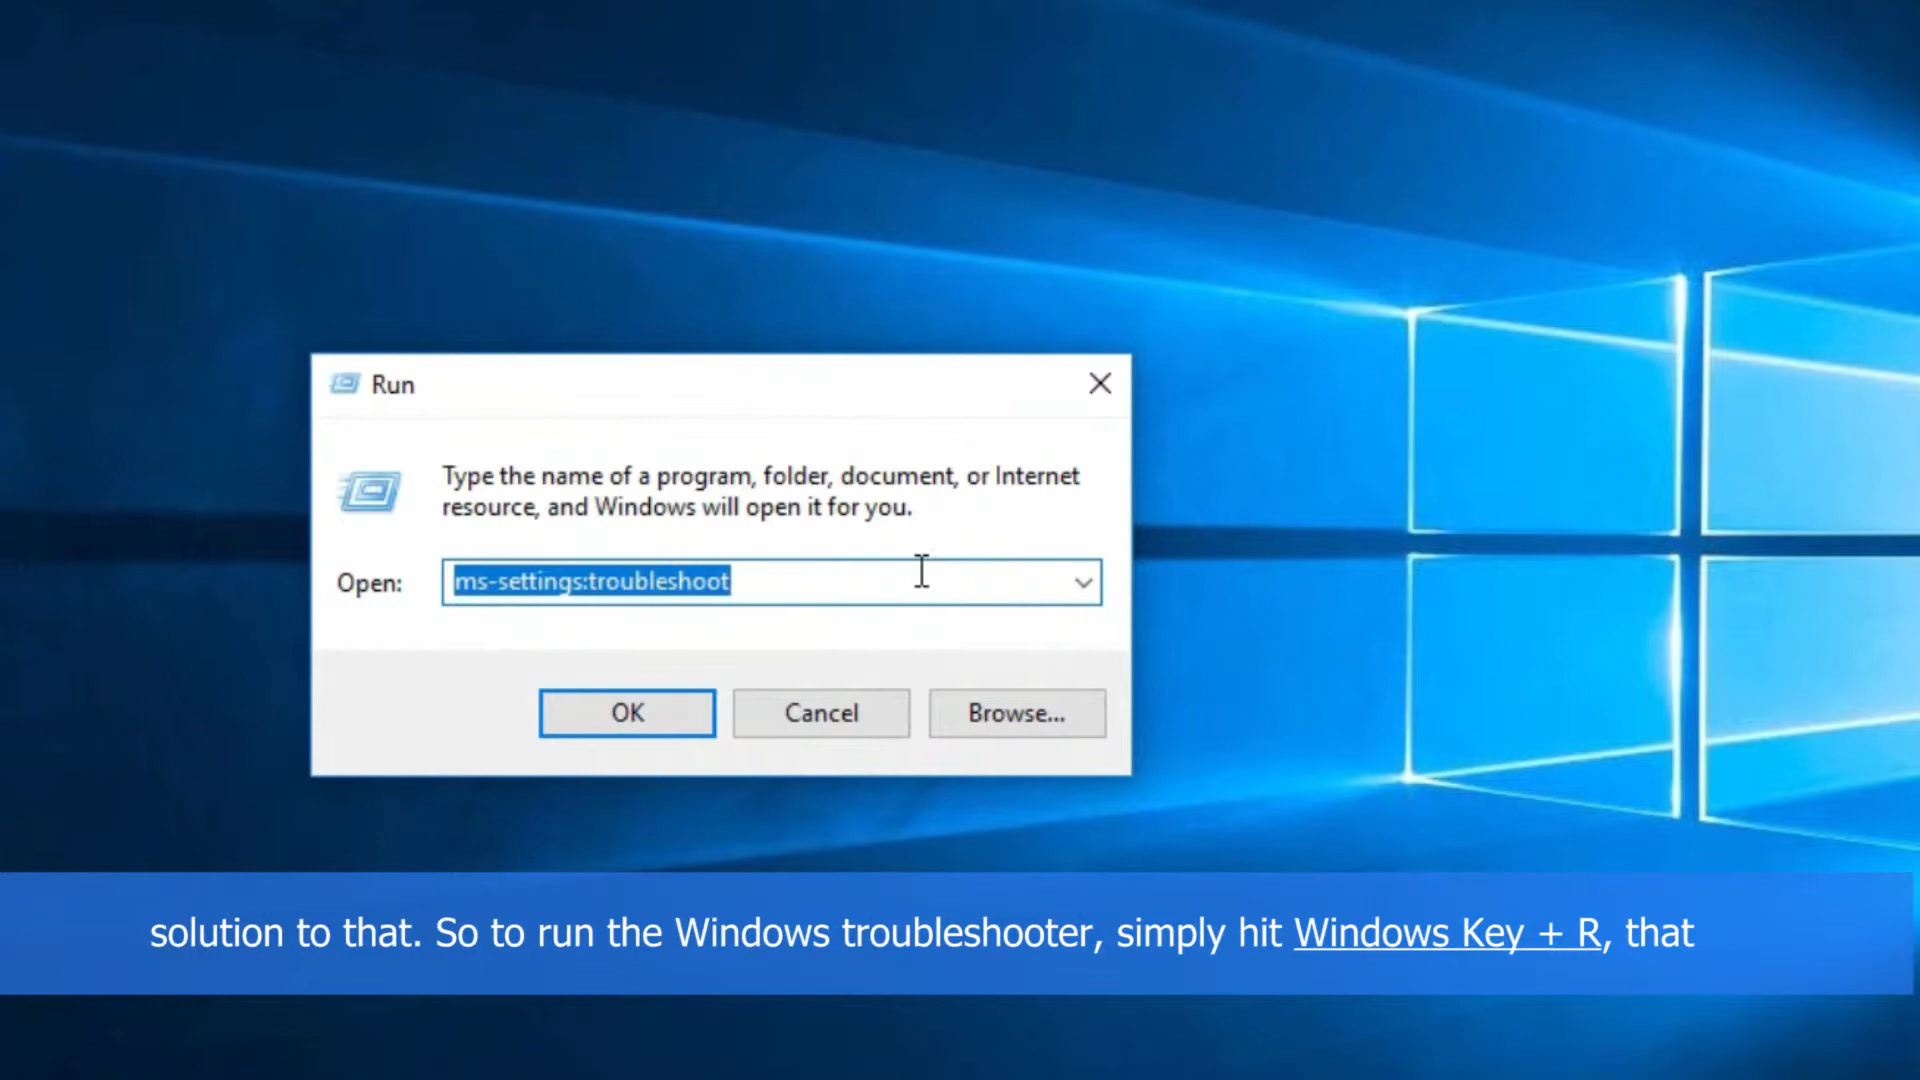 Run
Type the name of a program, folder, document, or Internet
resource, and Windows will open it for you.
Open: ms-settings:troubleshoot
OK Cancel Browse...
solution to that. So to run the Windows troubleshooter, simply hit Windows Key + R, that